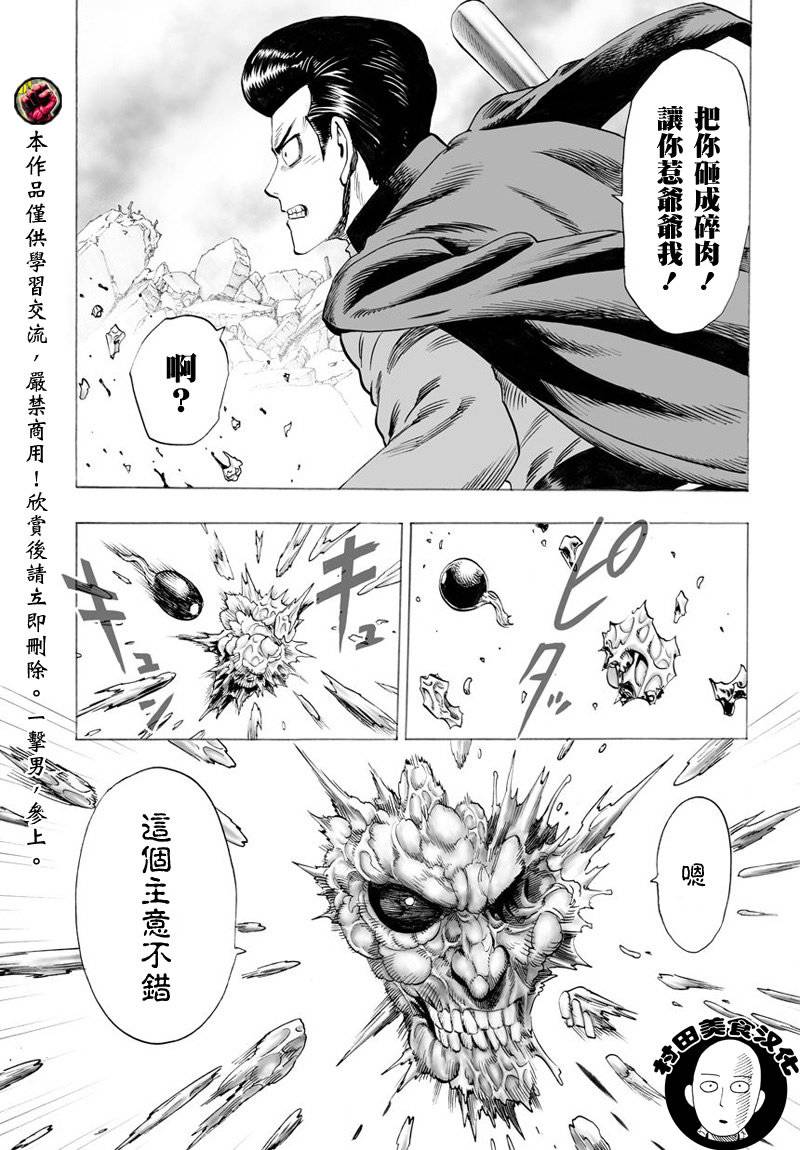 把你砸成碎肉！
讓你惹爺爺我！
啊？
ピタッ
キュキュン
嗯
這個主意不錯
本作品僅供學習交流，嚴禁商用！欣賞後請立即刪除。一擊男，參上。
村田美食汉化